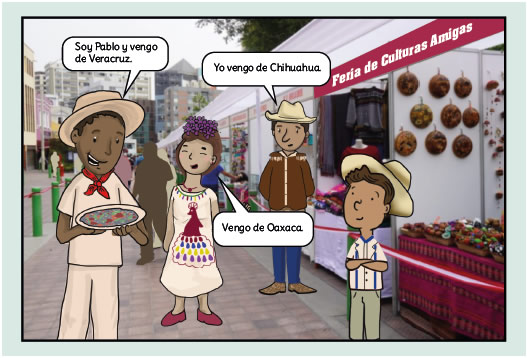 Soy Pablo y vengo
de Veracruz.
Yo vengo de Chihuahua.
Feria de Culturas Amigas
Vengo de Oaxaca.